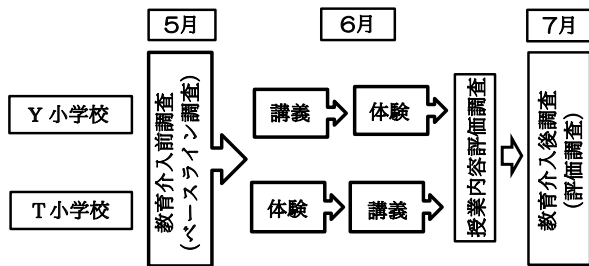 5月
6月
7月
Y 小学校
T 小学校
教育介入前調査
(ベースライン調査)
講義
体験
体験
講義
授業内容評価調査
教育介入後調査
(評価調査)